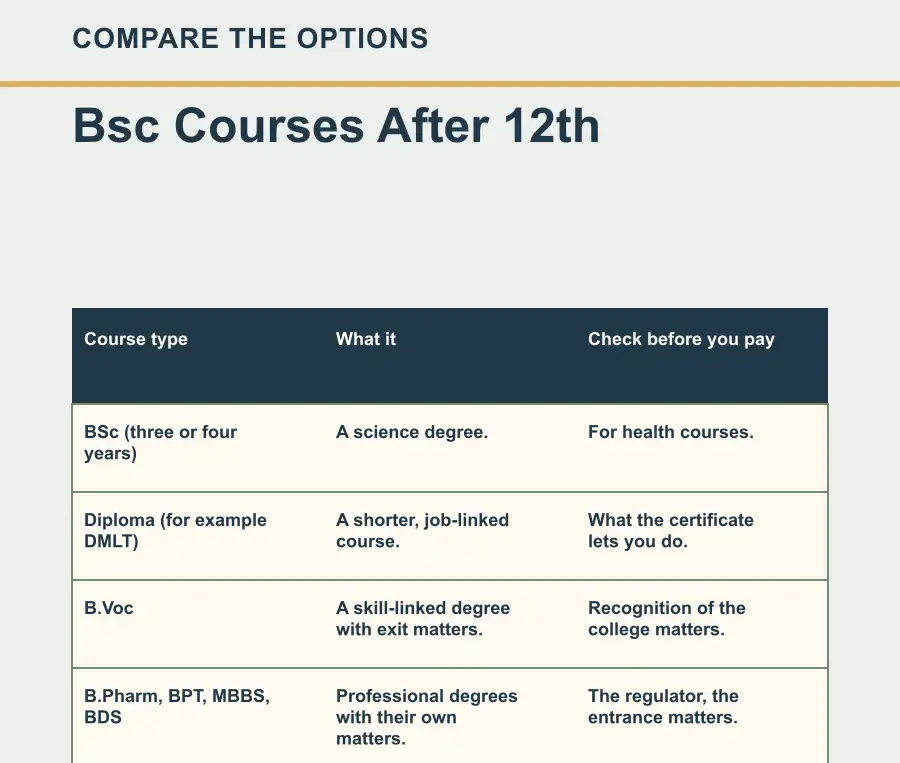 COMPARE THE OPTIONS
Bsc Courses After 12th
Course type
What it
Check before you pay
BSc (three or four
years)
A science degree.
For health courses.
Diploma (for example
DMLT)
A shorter, job-linked
course.
What the certificate
lets you do.
B.Voc
A skill-linked degree
with exit matters.
Recognition of the
college matters.
B.Pharm, BPT, MBBS,
BDS
Professional degrees
with their own
matters.
The regulator, the
entrance matters.